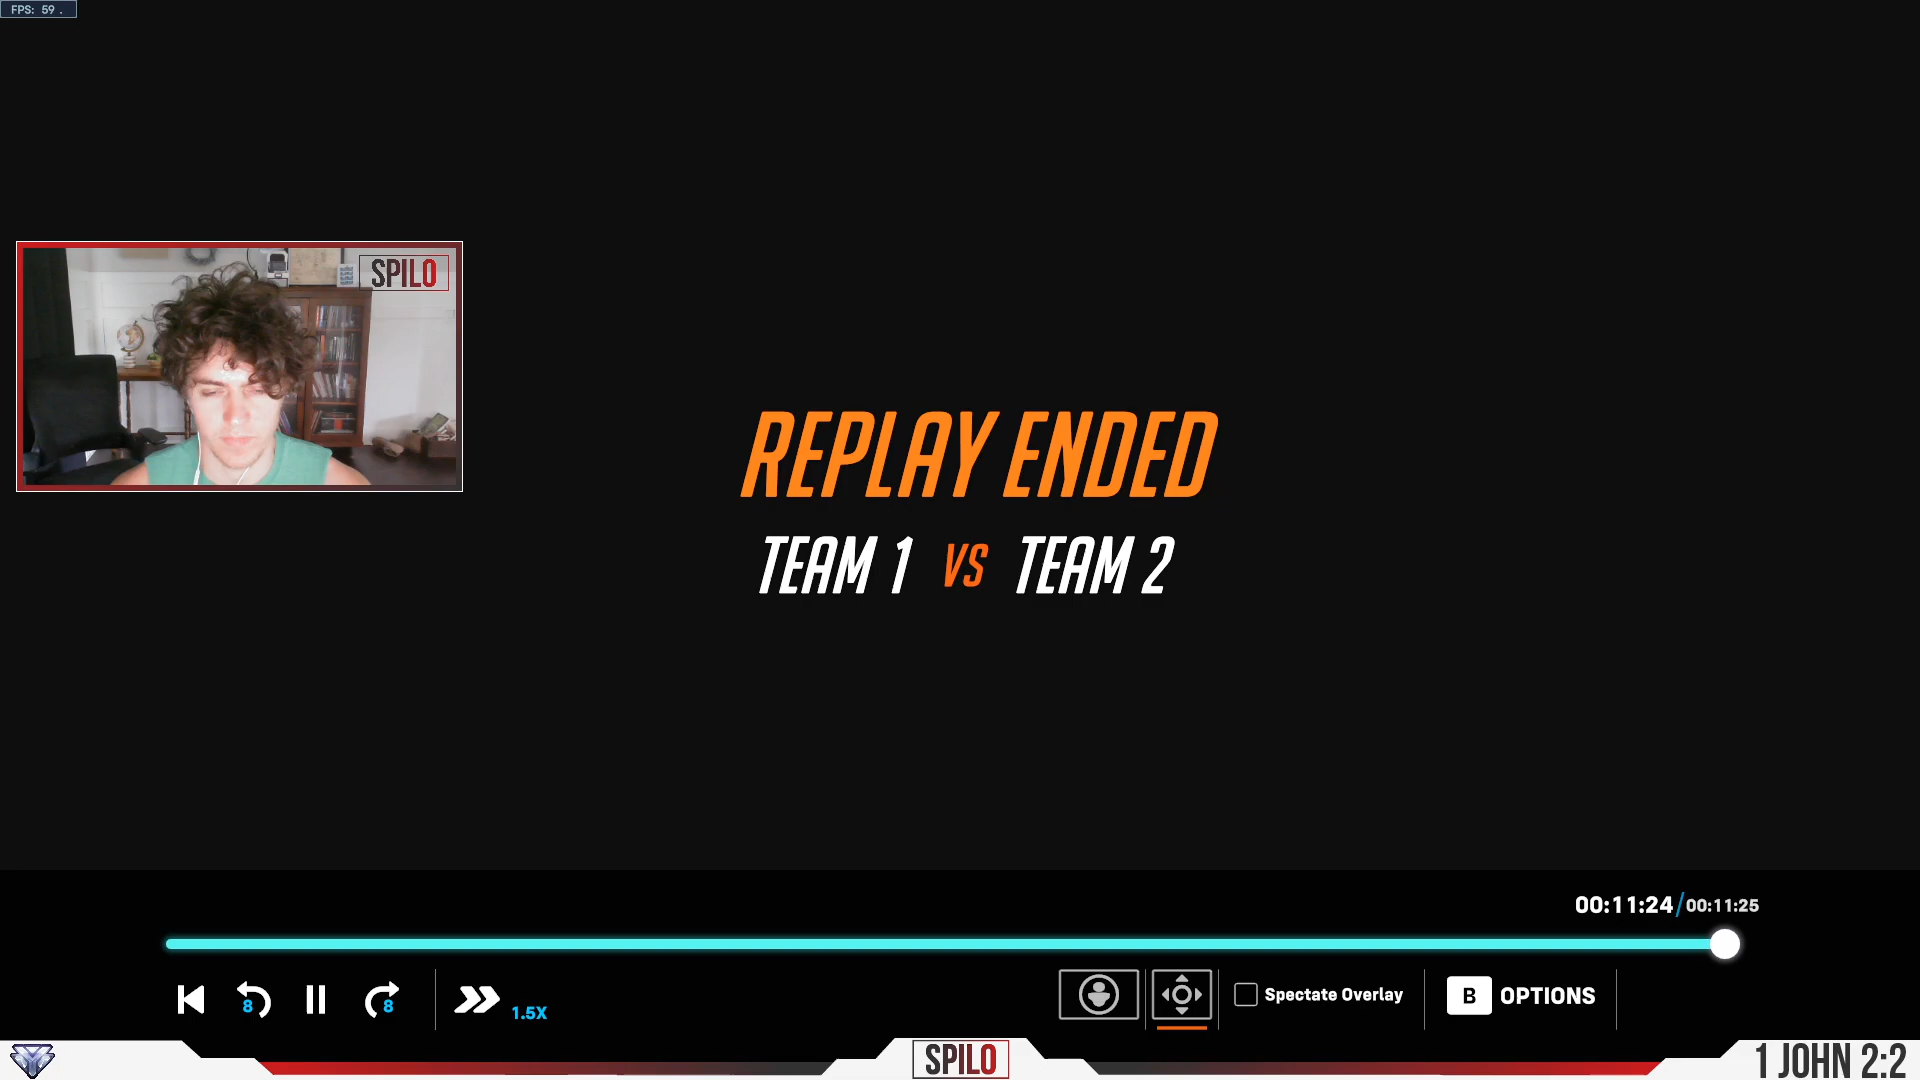 FPS: 59 .
SPILO
REPLAY ENDED
TEAM 1 VS TEAM 2
00:11:24/00:11:25
8
8
1.5X
Spectate Overlay
B OPTIONS
SPILO
1 JOHN 2:2